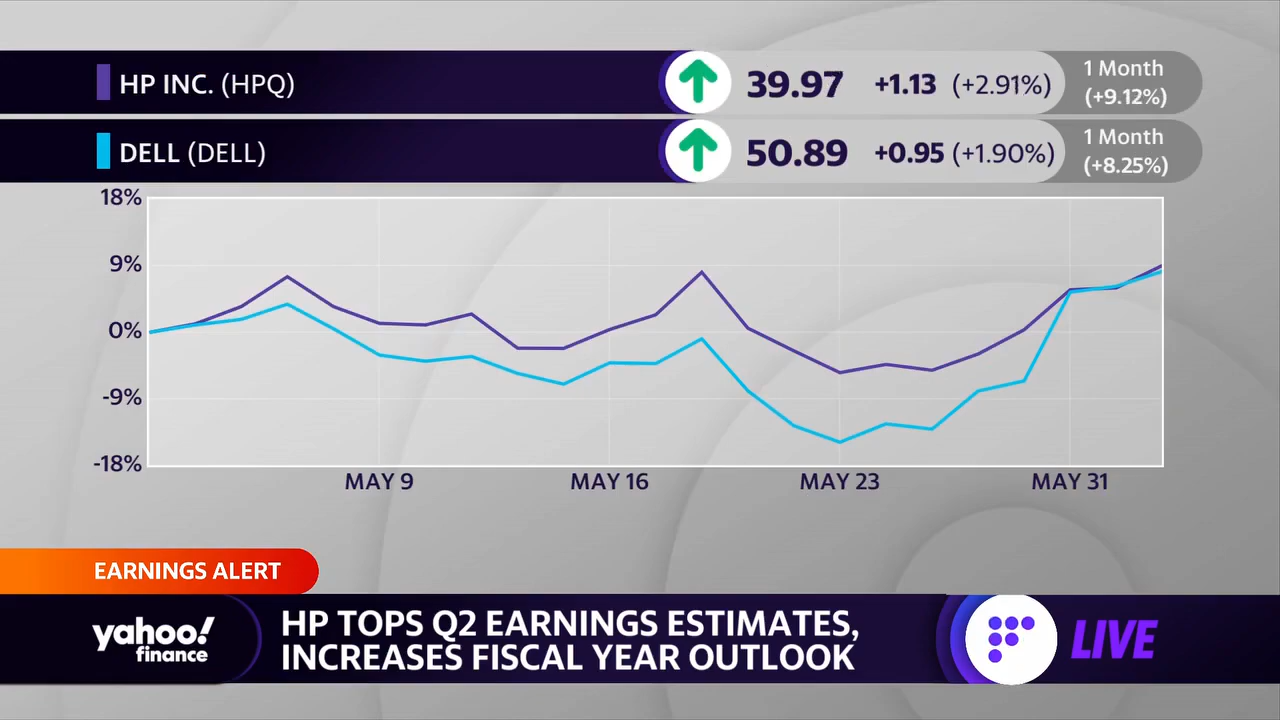 HP INC. (HPQ) 39.97 +1.13 (+2.91%) 1 Month (+9.12%)
DELL (DELL) 50.89 +0.95 (+1.90%) 1 Month (+8.25%)
18%
9%
0%
-9%
-18%
MAY 9 MAY 16 MAY 23 MAY 31
EARNINGS ALERT
yahoo!
finance
HP TOPS Q2 EARNINGS ESTIMATES,
INCREASES FISCAL YEAR OUTLOOK
LIVE